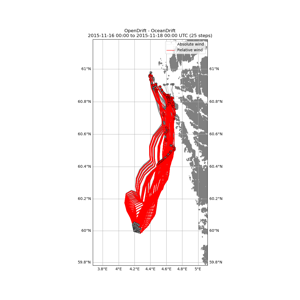 OpenDrift - OceanDrift
2015-11-16 00:00 to 2015-11-18 00:00 UTC (25 steps)
Absolute wind
Relative wind
61°N 61°N
60.8°N 60.8°N
60.6°N 60.6°N
60.4°N 60.4°N
60.2°N 60.2°N
60°N 60°N
59.8°N 59.8°N
3.8°E 4°E 4.2°E 4.4°E 4.6°E 4.8°E 5°E